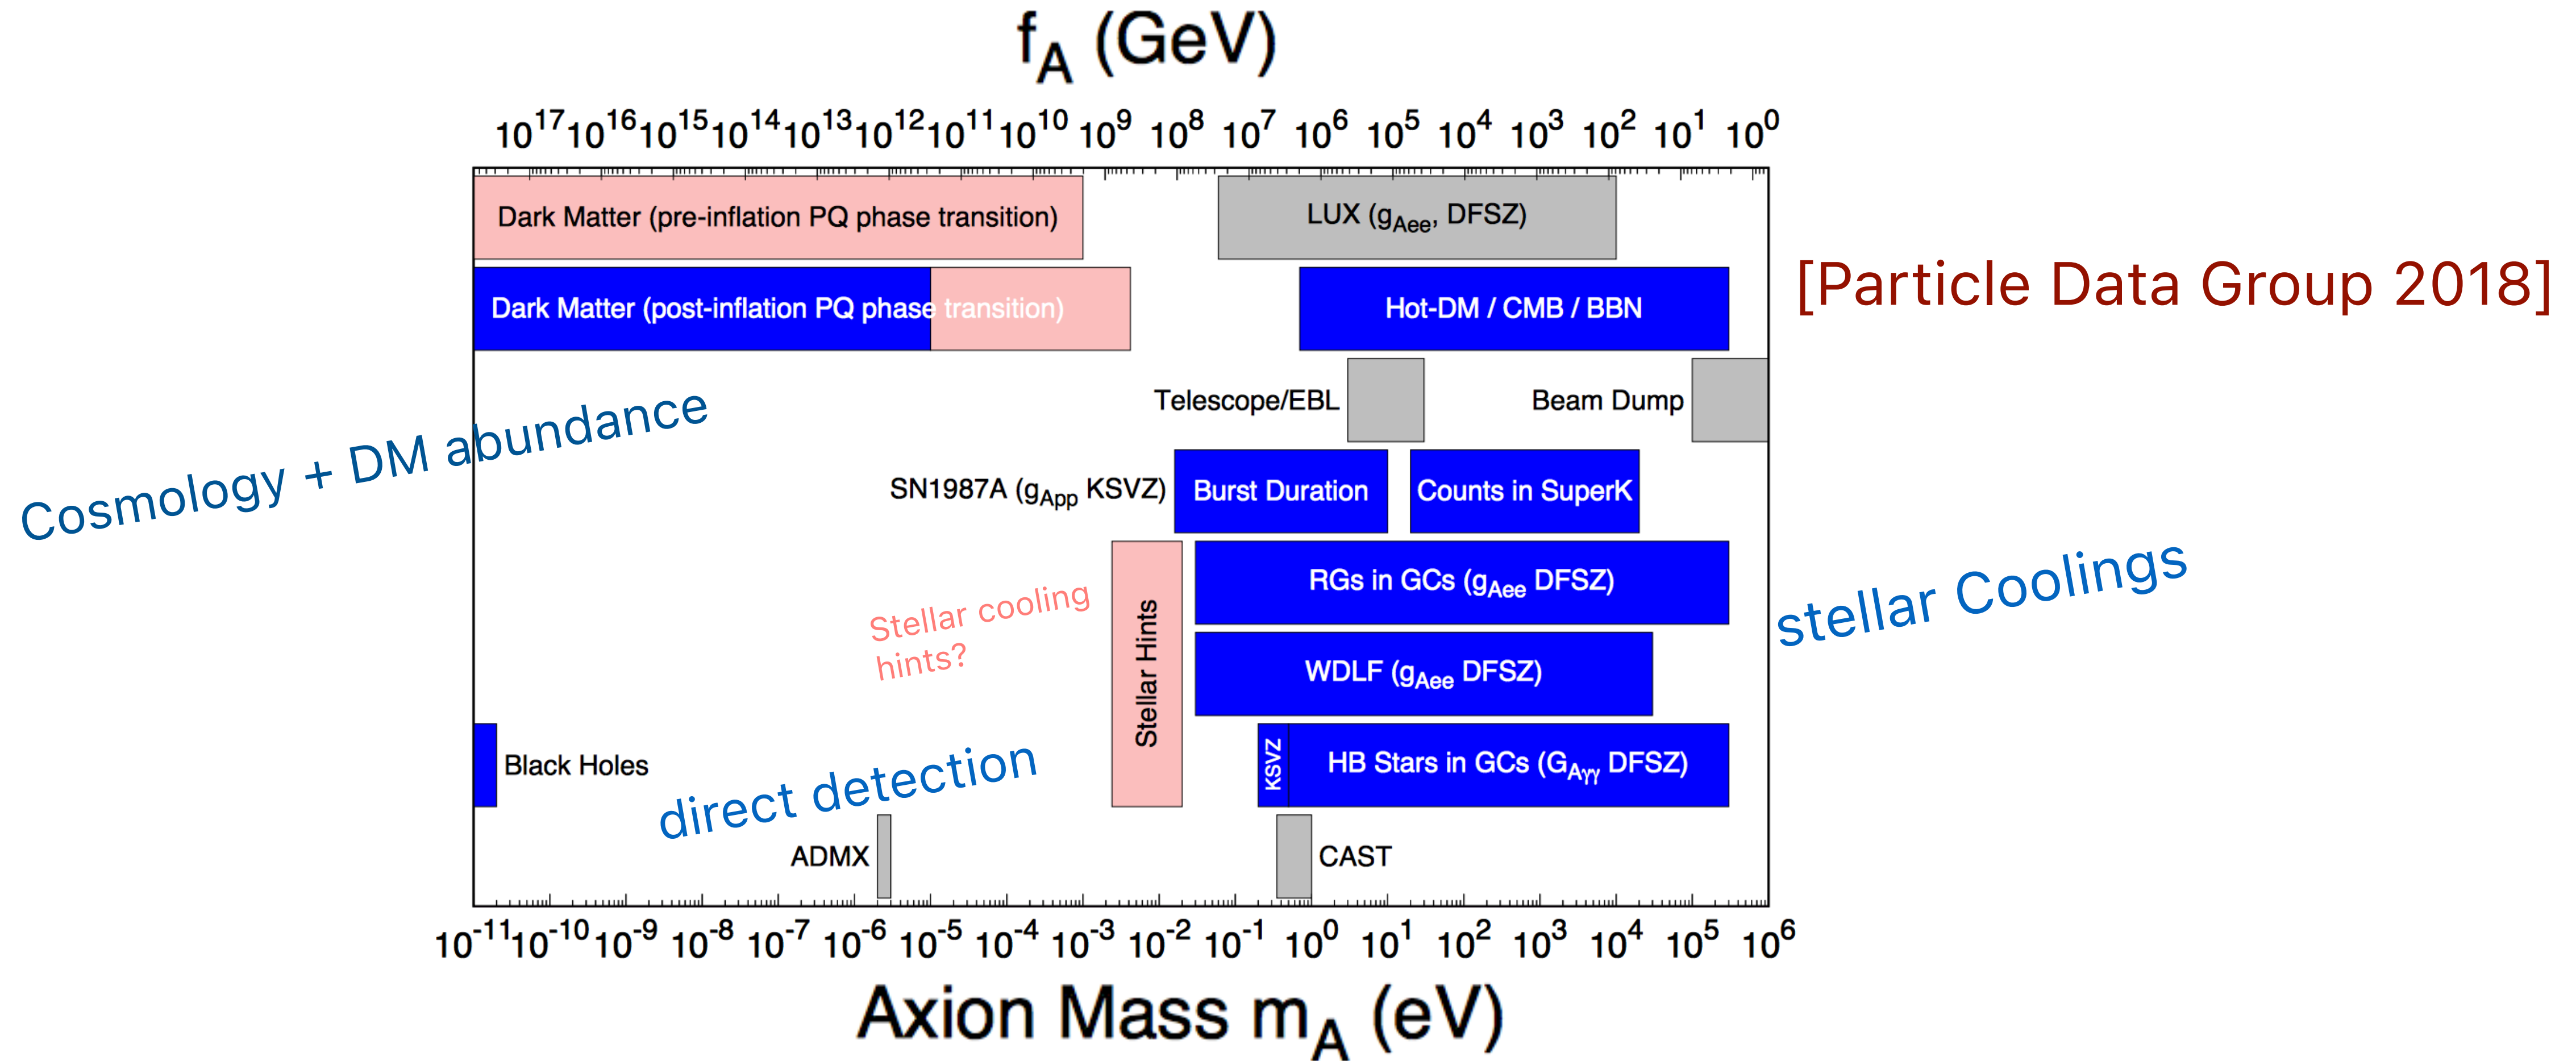 f_A (GeV)
10^17 10^16 10^15 10^14 10^13 10^12 10^11 10^10 10^9 10^8 10^7 10^6 10^5 10^4 10^3 10^2 10^1 10^0
Dark Matter (pre-inflation PQ phase transition)
LUX (g_Aee, DFSZ)
Dark Matter (post-inflation PQ phase transition)
Hot-DM / CMB / BBN
[Particle Data Group 2018]
Telescope/EBL
Beam Dump
Cosmology + DM abundance
SN1987A (g_App KSVZ)
Burst Duration
Counts in SuperK
Stellar Hints
RGs in GCs (g_Aee DFSZ)
stellar Coolings
Stellar cooling
hints?
WDLF (g_Aee DFSZ)
Black Holes
KSVZ
HB Stars in GCs (G_Aγγ DFSZ)
direct detection
ADMX
CAST
10^-11 10^-10 10^-9 10^-8 10^-7 10^-6 10^-5 10^-4 10^-3 10^-2 10^-1 10^0 10^1 10^2 10^3 10^4 10^5 10^6
Axion Mass m_A (eV)